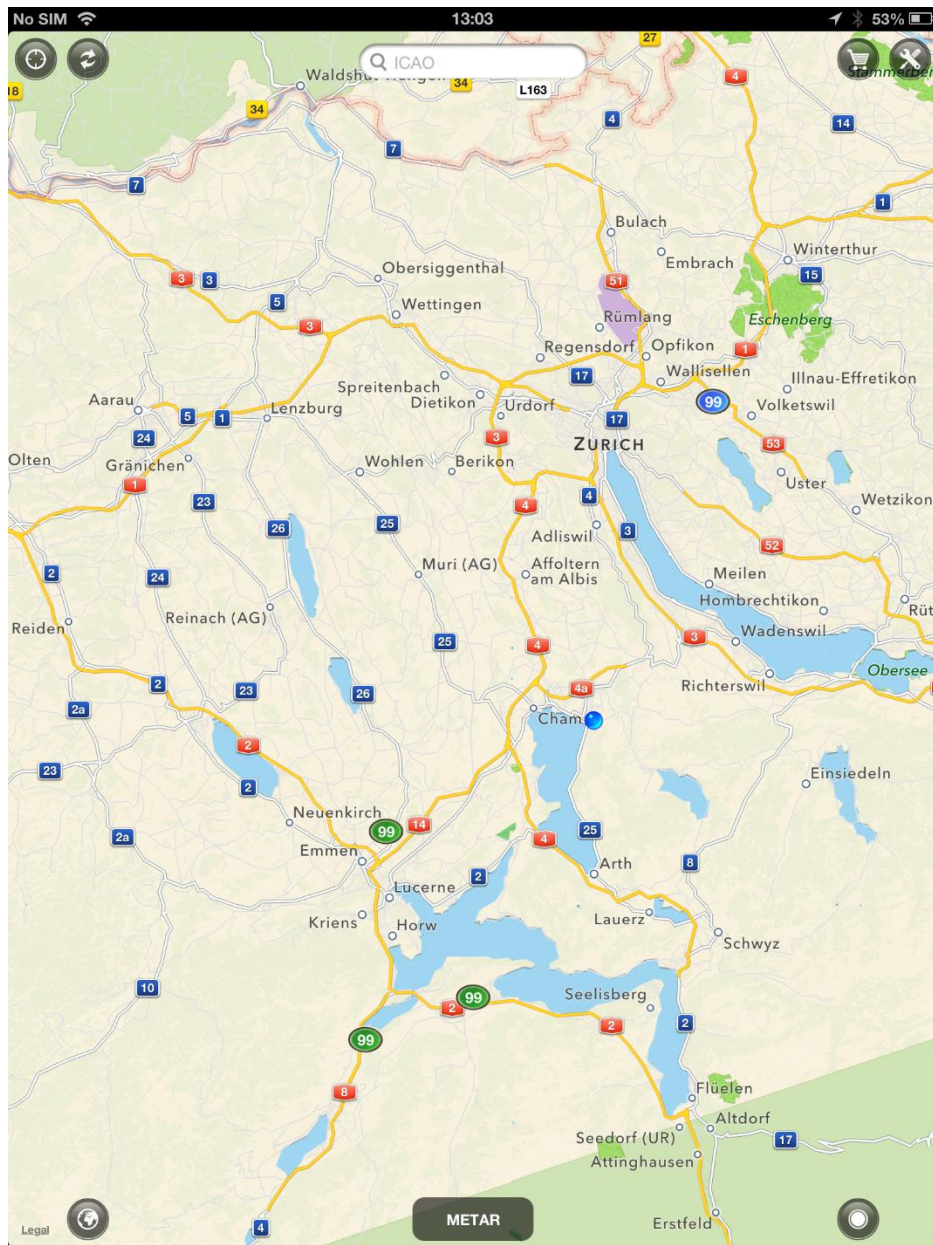 No SIM 13:03 53%
27
ICAO
Waldshut-Tiengen 34
L163
4
18
34
4
14
7
7
1
Bulach
Winterthur
Embrach
Obersiggenthal
15
3 3
51
5
Wettingen
Rümlang
Eschenberg
3
Regensdorf Opfikon
1
17
Wallisellen
Spreitenbach
Illnau-Effretikon
Aarau
Dietikon
Urdorf
99
Volketswil
5 1
Lenzburg
17
24
3
ZURICH
53
Olten
Gränichen
Wohlen Berikon
1
Uster
4
23
4
Wetzikon
26
25
3
Adliswil
52
2
24
Muri (AG)
Affoltern
am Albis
Meilen
Hombrechtikon
Reinach (AG)
Reiden
25
4
3
Wadenswil
Obersee
2
23
26
4a
Richterswil
2a
Cham
2
23
2
Einsiedeln
Neuenkirch
99
14
2a
4
25
Emmen
8
Arth
2
Lucerne
Kriens
Horw
Lauerz
Schwyz
10
99
2
Seelisberg
2
2
99
8
Flüelen
Altdorf
Seedorf (UR)
17
Attinghausen
Legal
4
METAR
Erstfeld